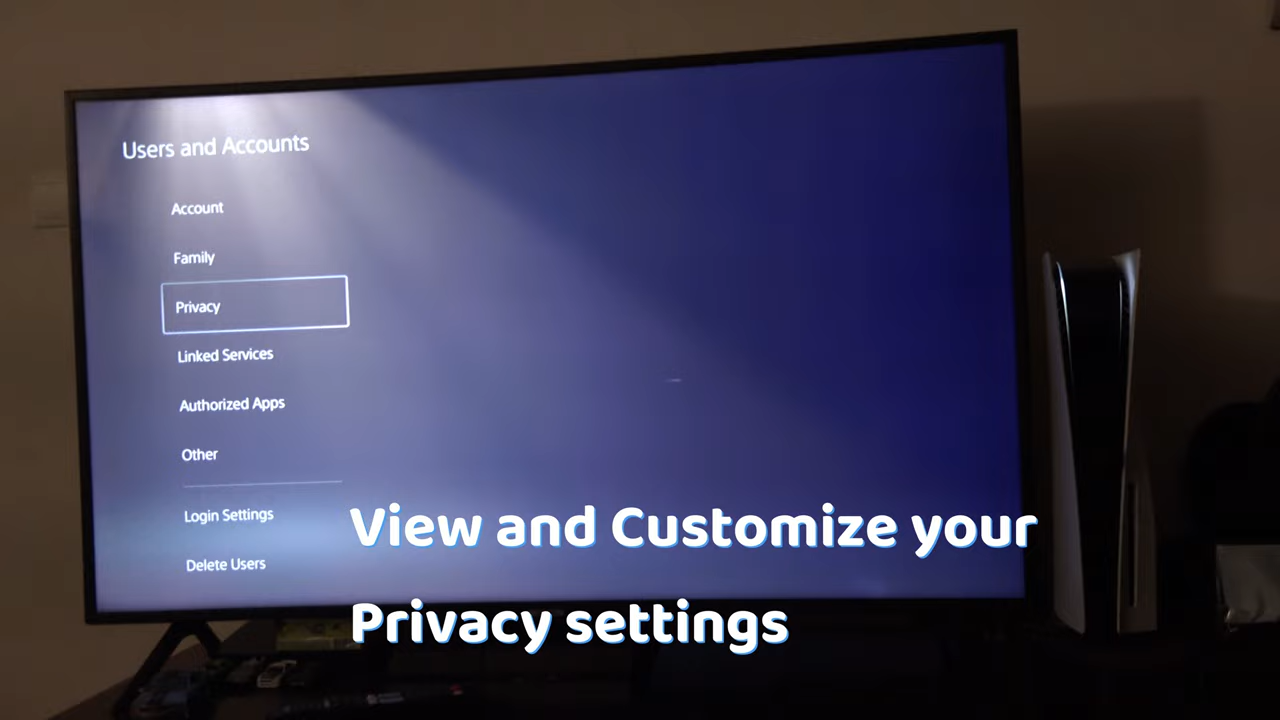 Users and Accounts
Account
Family
Privacy
Linked Services
Authorized Apps
Other
Login Settings
Delete Users
View and Customize your
Privacy settings